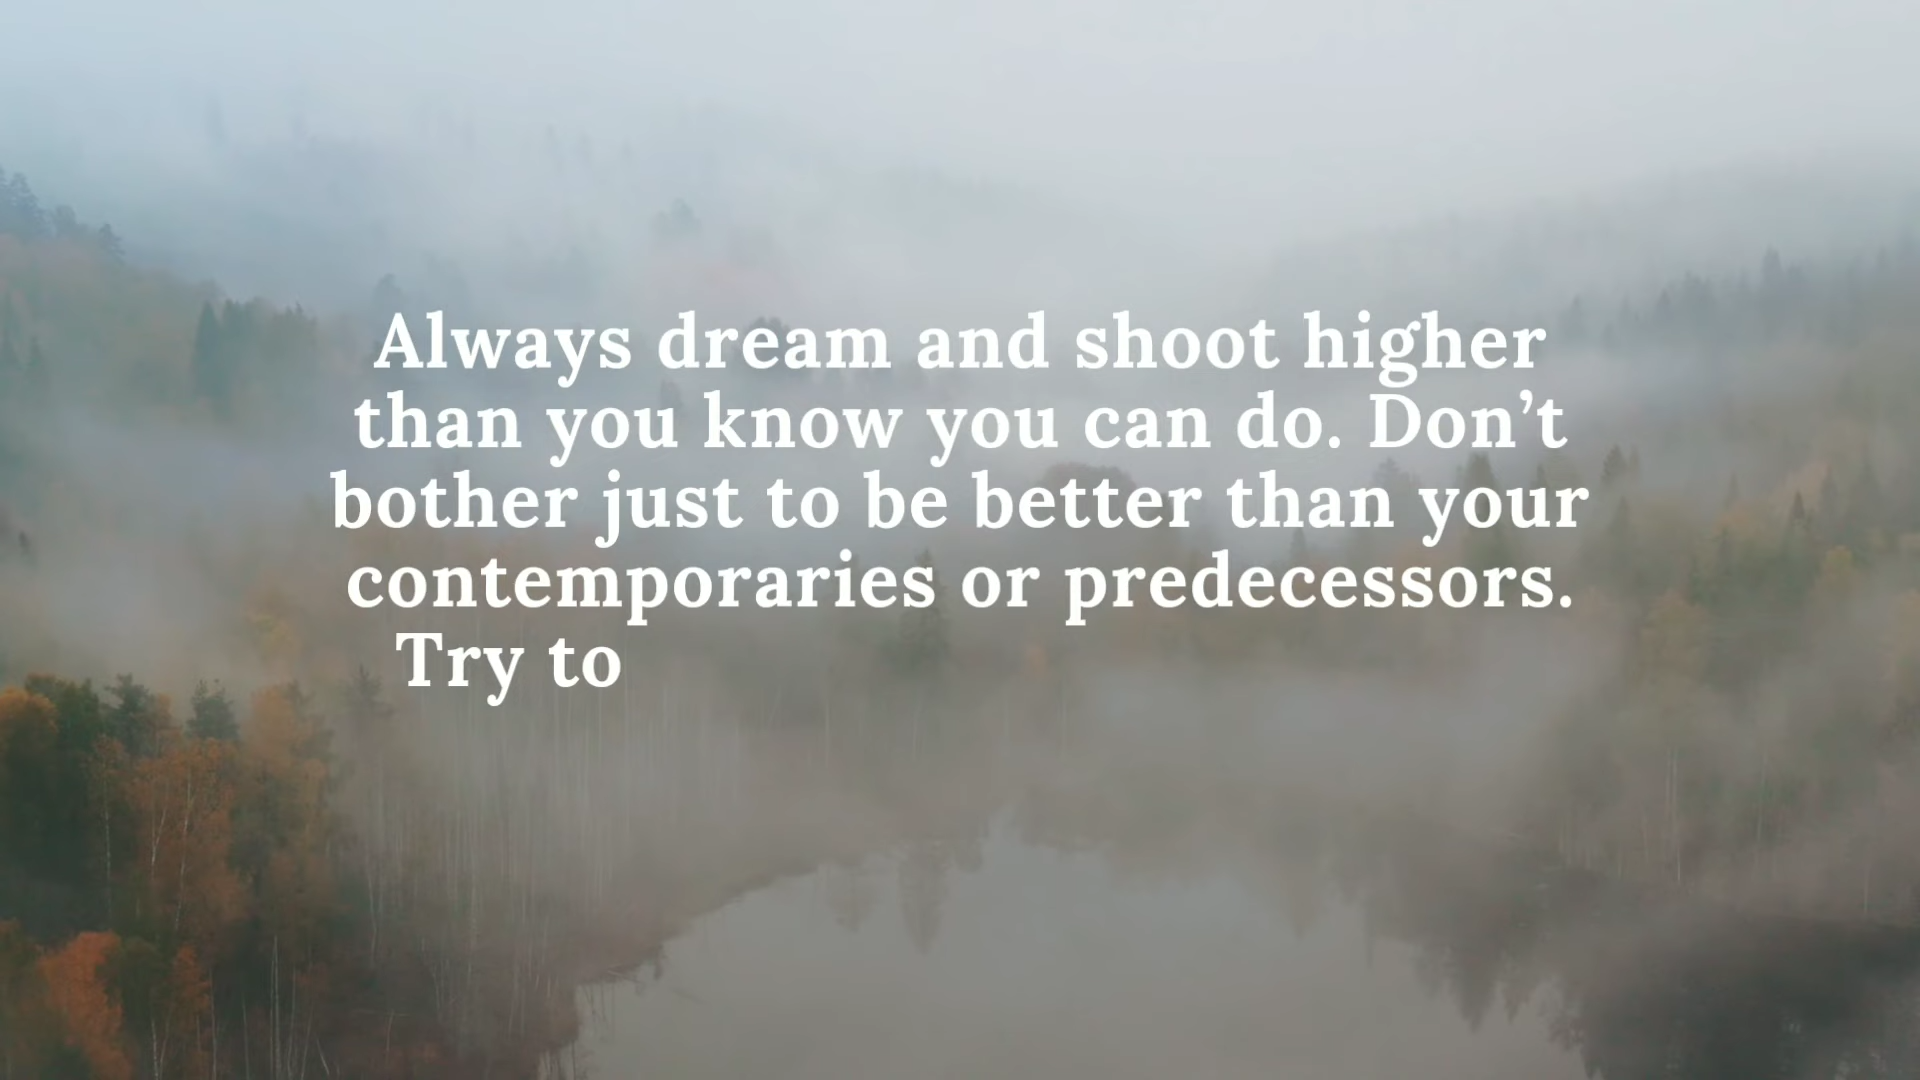 Always dream and shoot higher
than you know you can do. Don’t
bother just to be better than your
contemporaries or predecessors.
Try to